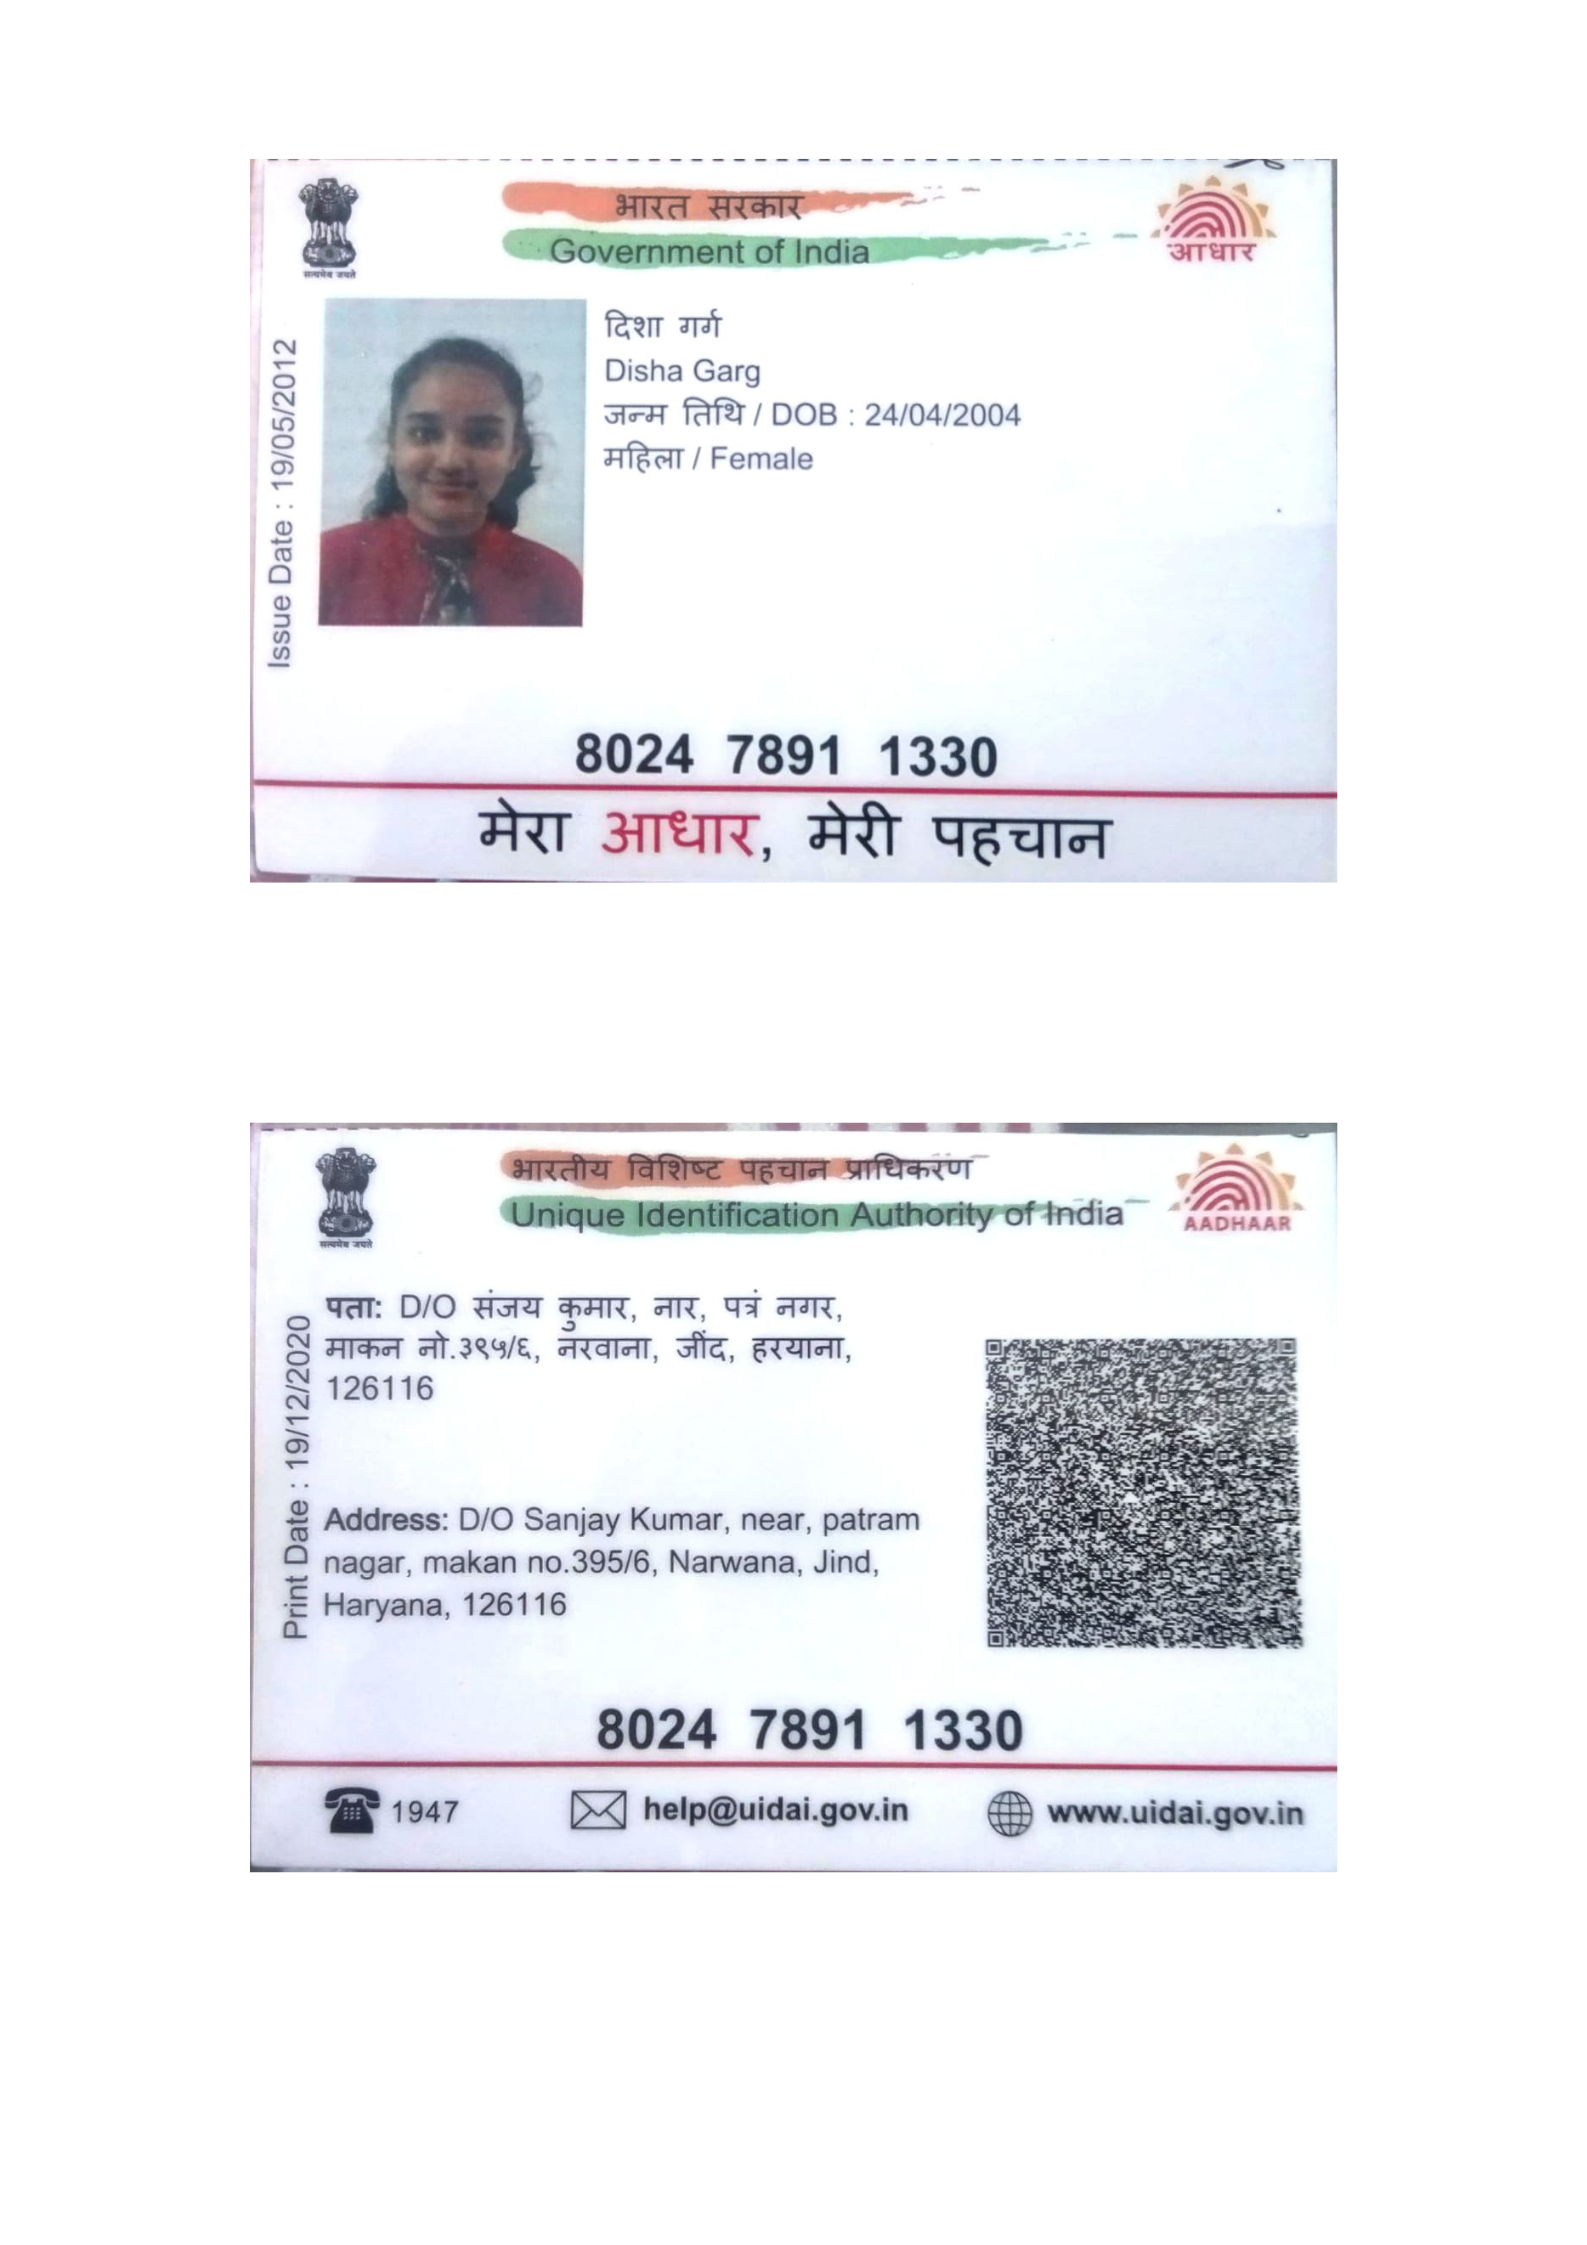 भारत सरकार
Government of India
आधार
सत्यमेव जयते
Issue Date : 19/05/2012
दिशा गर्ग
Disha Garg
जन्म तिथि / DOB : 24/04/2004
महिला / Female
8024 7891 1330
मेरा आधार, मेरी पहचान
भारतीय विशिष्ट पहचान प्राधिकरण
Unique Identification Authority of India
AADHAAR
सत्यमेव जयते
Print Date : 19/12/2020
पता: D/O संजय कुमार, नार, पत्रं नगर,
माकन नो.३९५/६, नरवाना, जींद, हरयाना,
126116
Address: D/O Sanjay Kumar, near, patram
nagar, makan no.395/6, Narwana, Jind,
Haryana, 126116
8024 7891 1330
1947
help@uidai.gov.in
www.uidai.gov.in